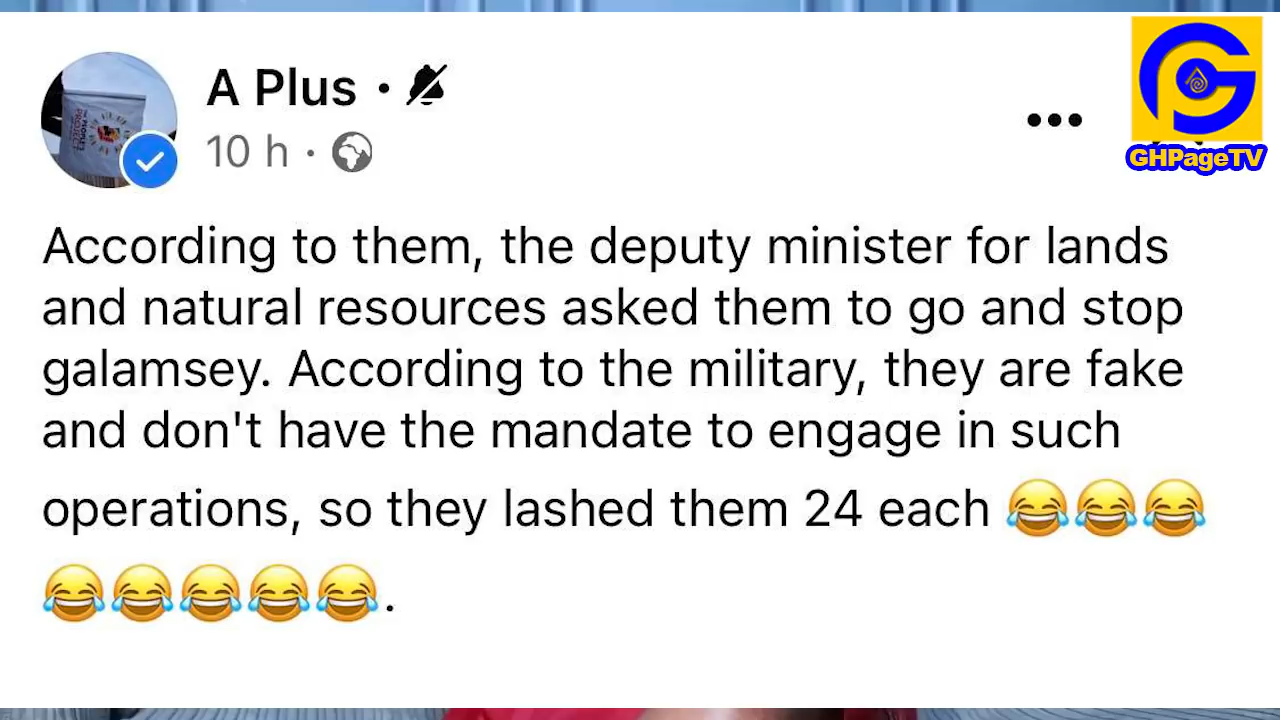 A Plus ·
10 h ·
GHPageTV
According to them, the deputy minister for lands
and natural resources asked them to go and stop
galamsey. According to the military, they are fake
and don't have the mandate to engage in such
operations, so they lashed them 24 each 😂😂😂
😂😂😂😂😂.